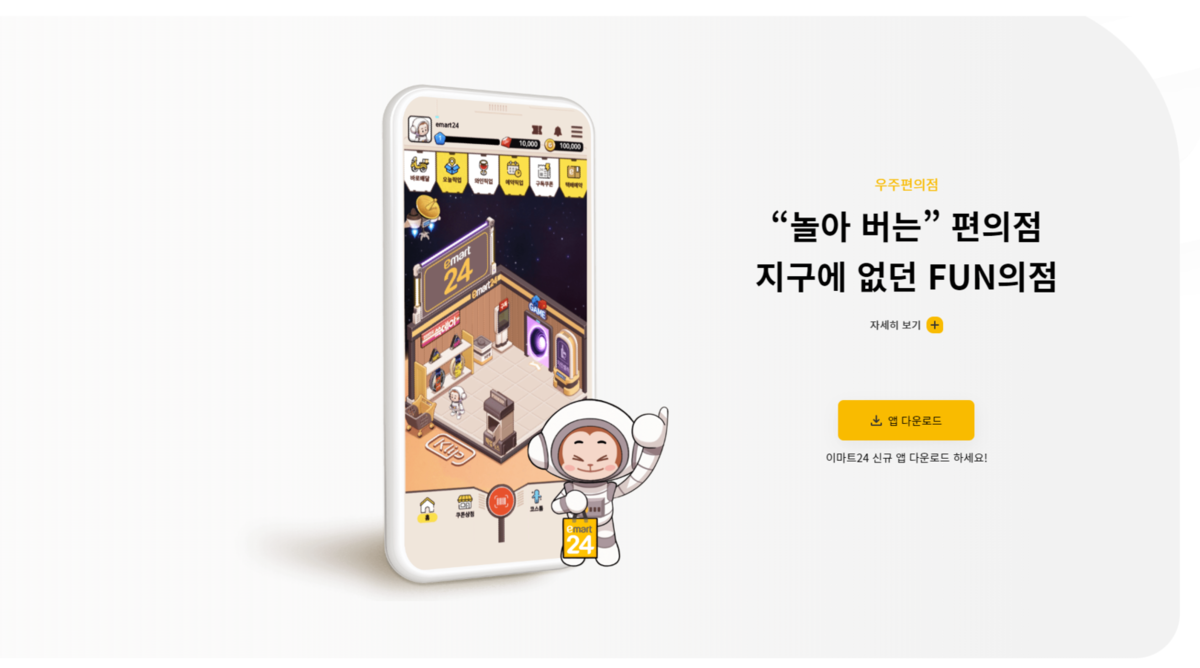 emart24
10,000
100,000
바로배달
오늘픽업
와인픽업
예약픽업
구독쿠폰
택배예약
emart
24
emart24
GAME
Klip
홈
쿠폰상점
emart
24
우주편의점
“놀아 버는” 편의점
지구에 없던 FUN의점
자세히 보기
앱 다운로드
이마트24 신규 앱 다운로드 하세요!